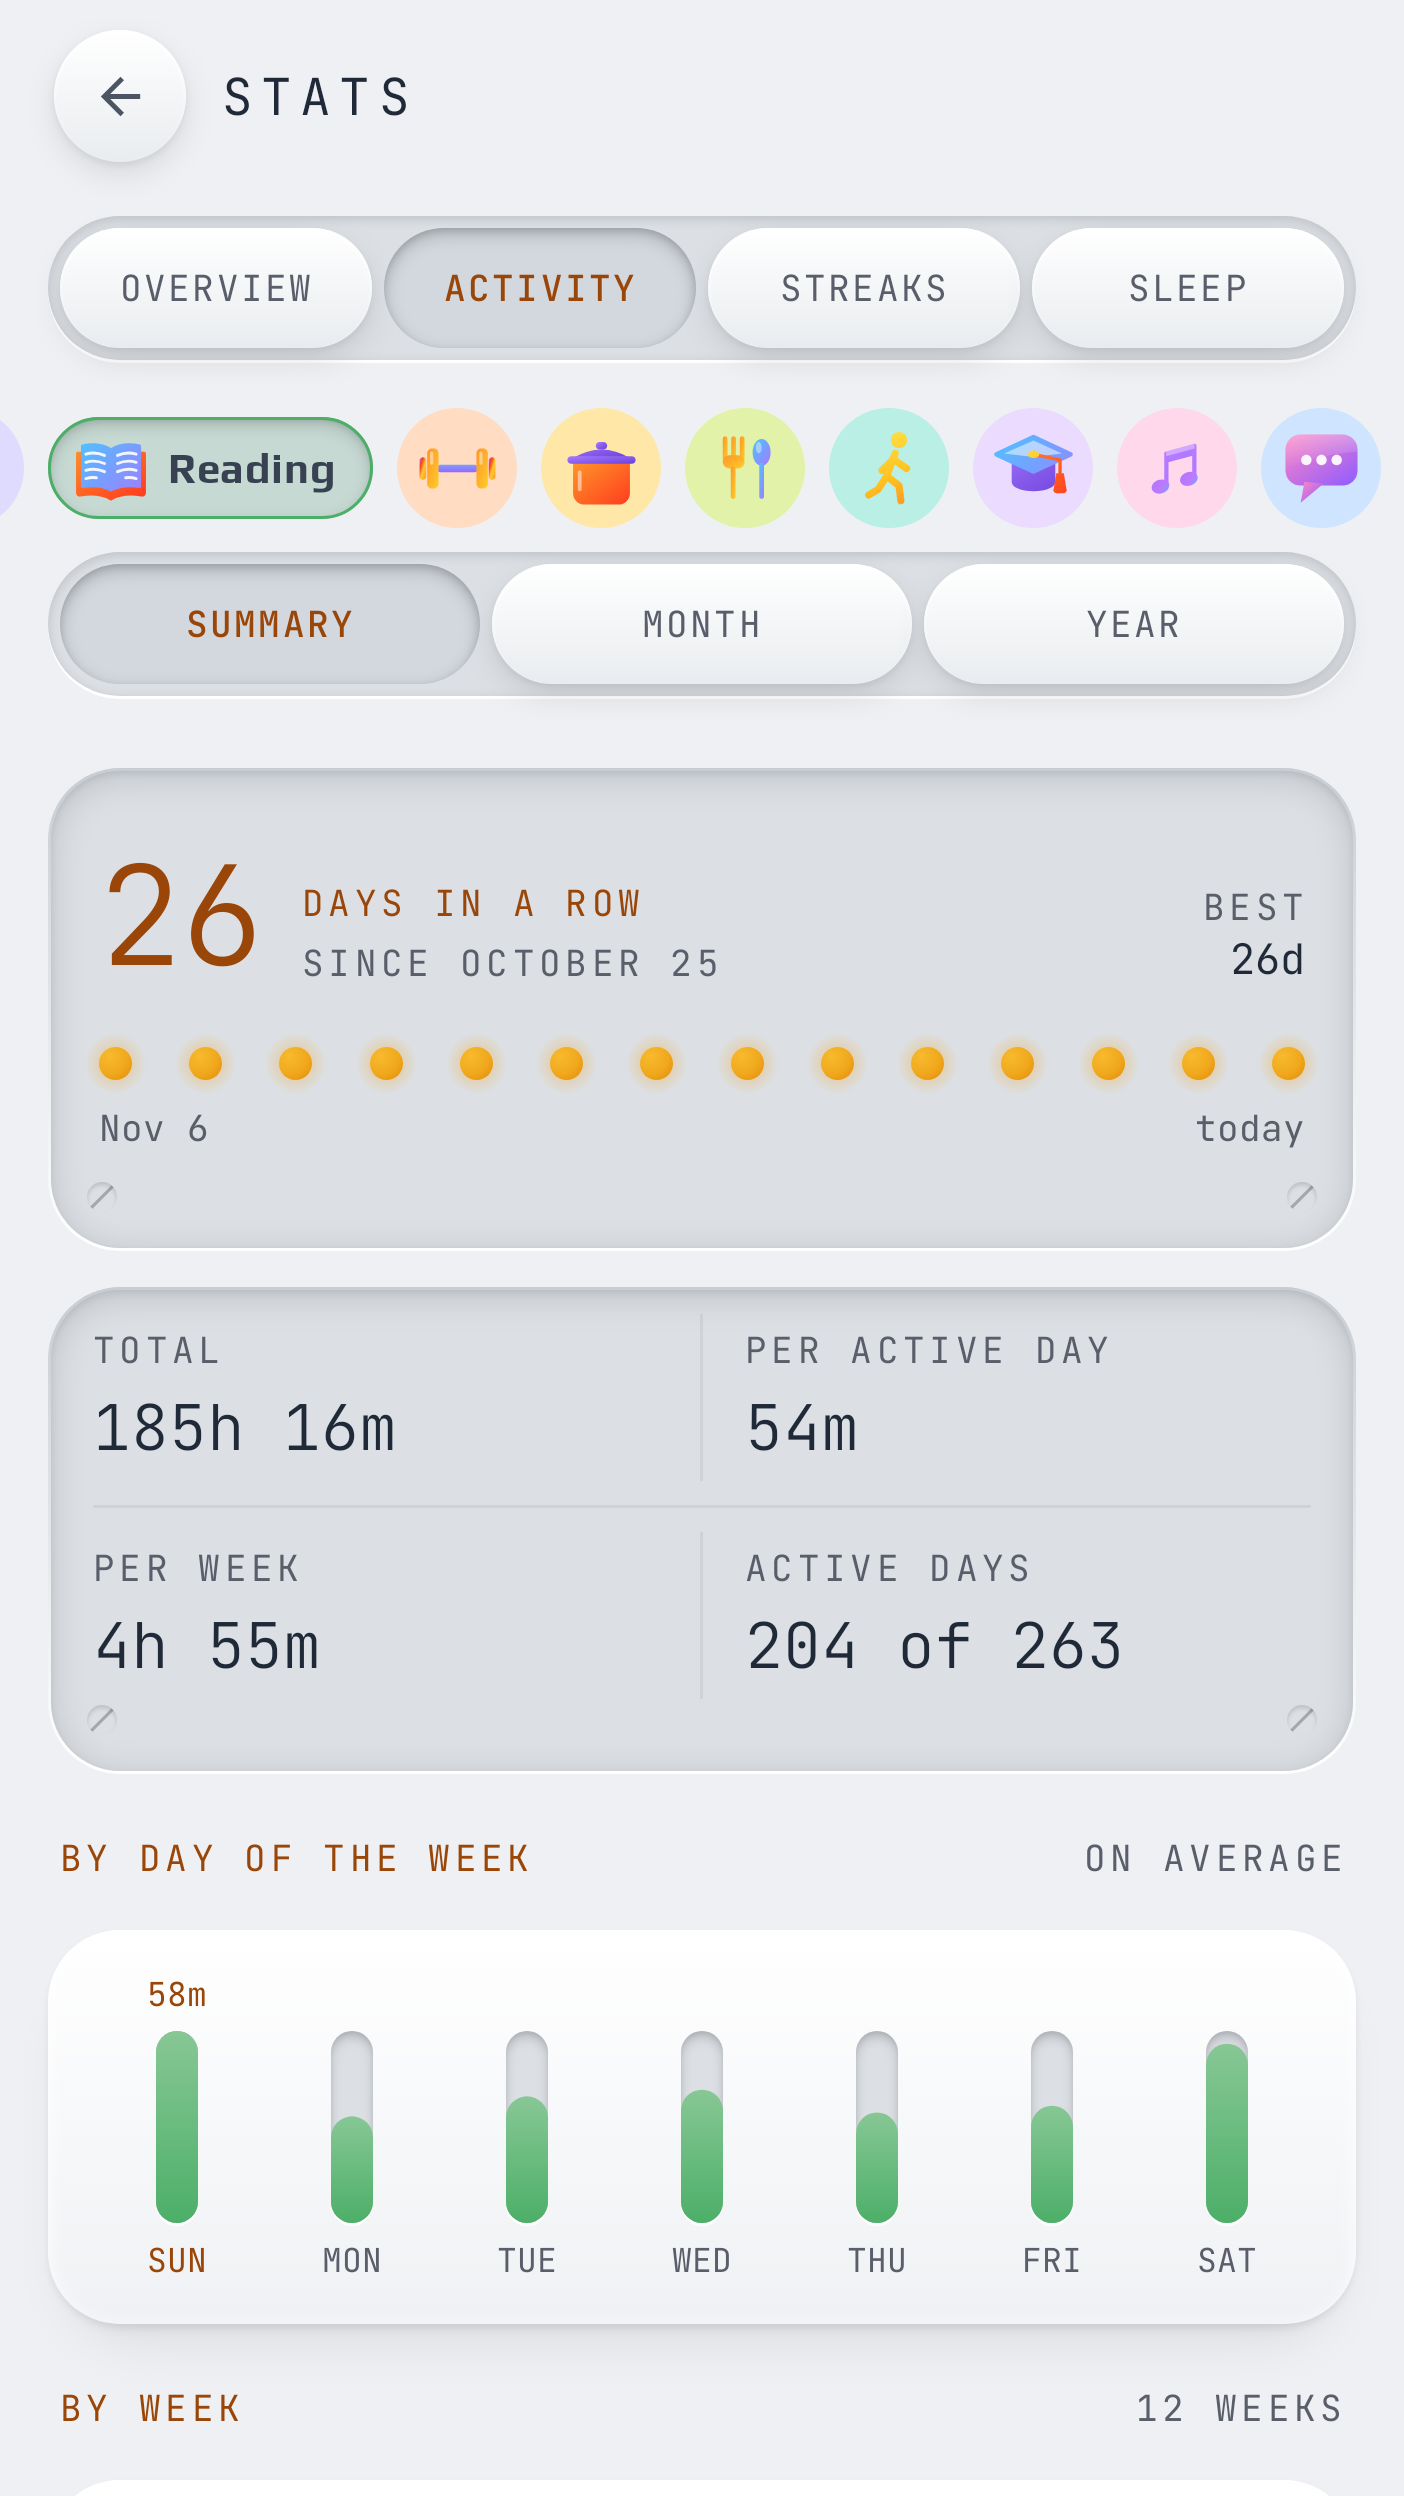 STATS
OVERVIEW ACTIVITY STREAKS SLEEP
Reading
SUMMARY MONTH YEAR
26 DAYS IN A ROW
SINCE OCTOBER 25
BEST
26d
Nov 6 today
TOTAL PER ACTIVE DAY
185h 16m 54m
PER WEEK ACTIVE DAYS
4h 55m 204 of 263
BY DAY OF THE WEEK ON AVERAGE
58m
SUN MON TUE WED THU FRI SAT
BY WEEK 12 WEEKS